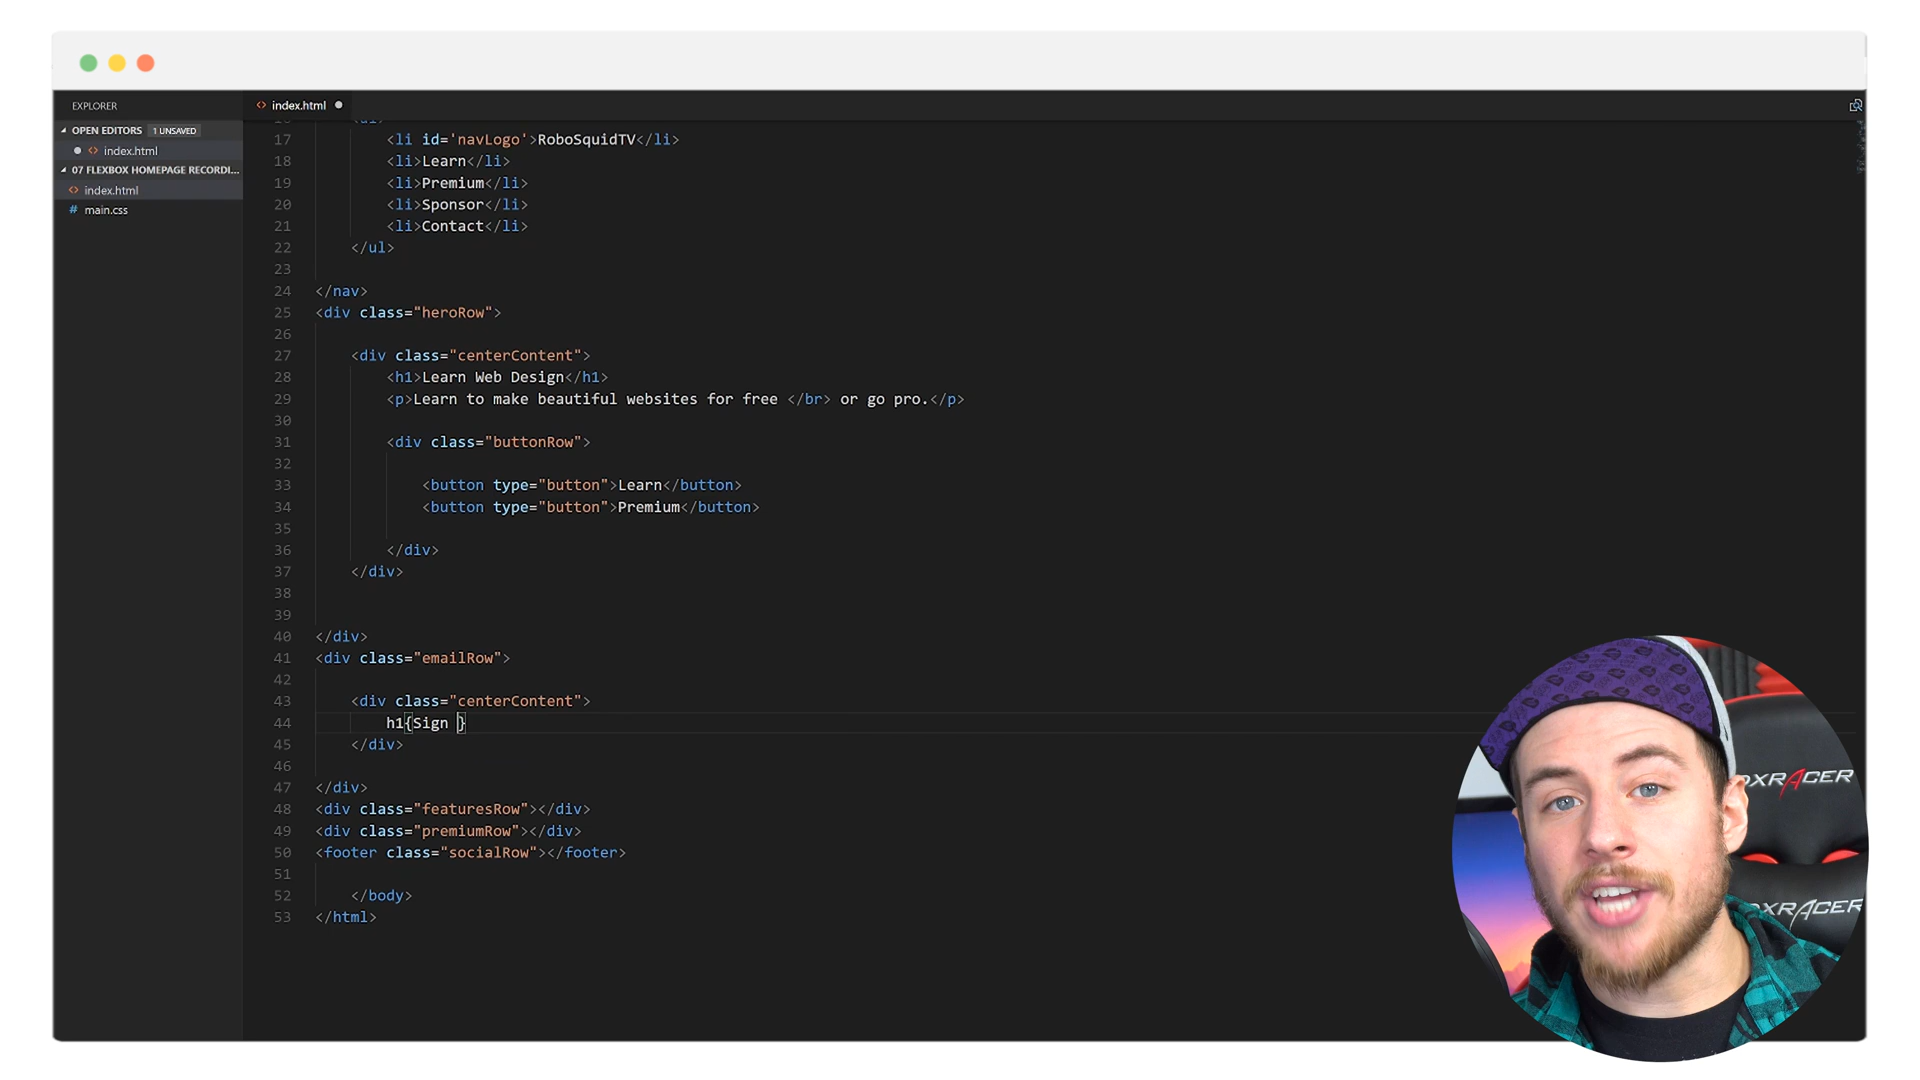 EXPLORER
OPEN EDITORS 1 UNSAVED
index.html
07 FLEXBOX HOMEPAGE RECORDI...
<> index.html
# main.css
<> index.html
17 <li id='navLogo'>RoboSquidTV</li>
18 <li>Learn</li>
19 <li>Premium</li>
20 <li>Sponsor</li>
21 <li>Contact</li>
22 </ul>
23
24 </nav>
25 <div class="heroRow">
26
27 <div class="centerContent">
28 <h1>Learn Web Design</h1>
29 <p>Learn to make beautiful websites for free </br> or go pro.</p>
30
31 <div class="buttonRow">
32
33 <button type="button">Learn</button>
34 <button type="button">Premium</button>
35
36 </div>
37 </div>
38
39
40 </div>
41 <div class="emailRow">
42
43 <div class="centerContent">
44 h1{Sign }
45 </div>
46
47 </div>
48 <div class="featuresRow"></div>
49 <div class="premiumRow"></div>
50 <footer class="socialRow"></footer>
51
52 </body>
53 </html>
DXRACER
DXRACER